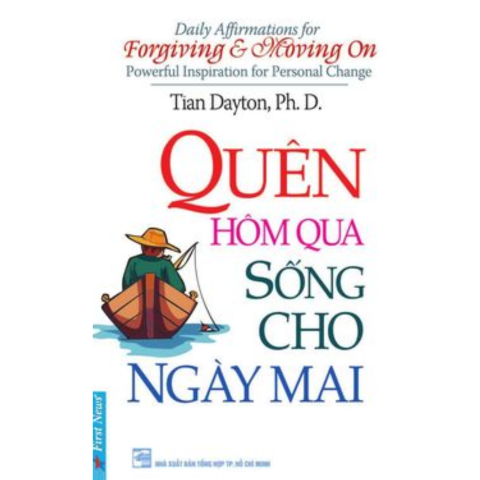 Daily Affirmations for
Forgiving & Moving On
Powerful Inspiration for Personal Change
Tian Dayton, Ph. D.
QUÊN
HÔM QUA
SỐNG
CHO
NGÀY MAI
First News
NHÀ XUẤT BẢN TỔNG HỢP TP. HỒ CHÍ MINH